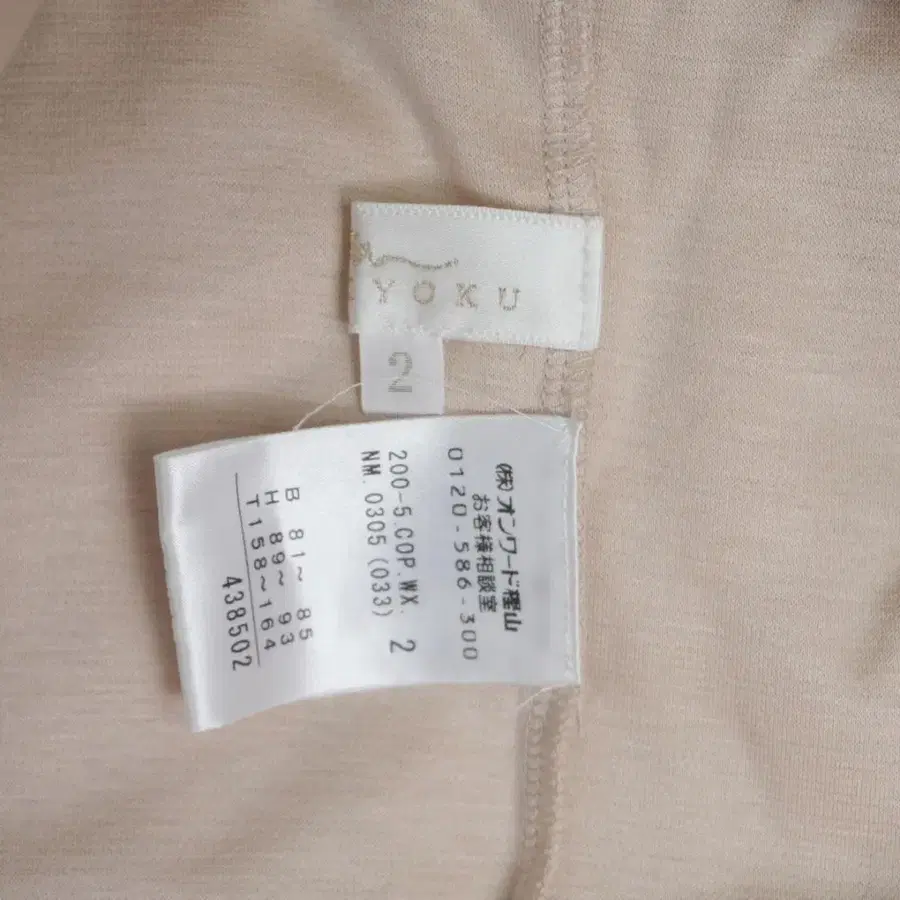 YOKU
2
(株)オンワード樫山
お客様相談室
0120-586-300
200-5.COP.WX. 2
NM.0305(033)
B 81~ 85
H 89~ 93
T158~164
438502